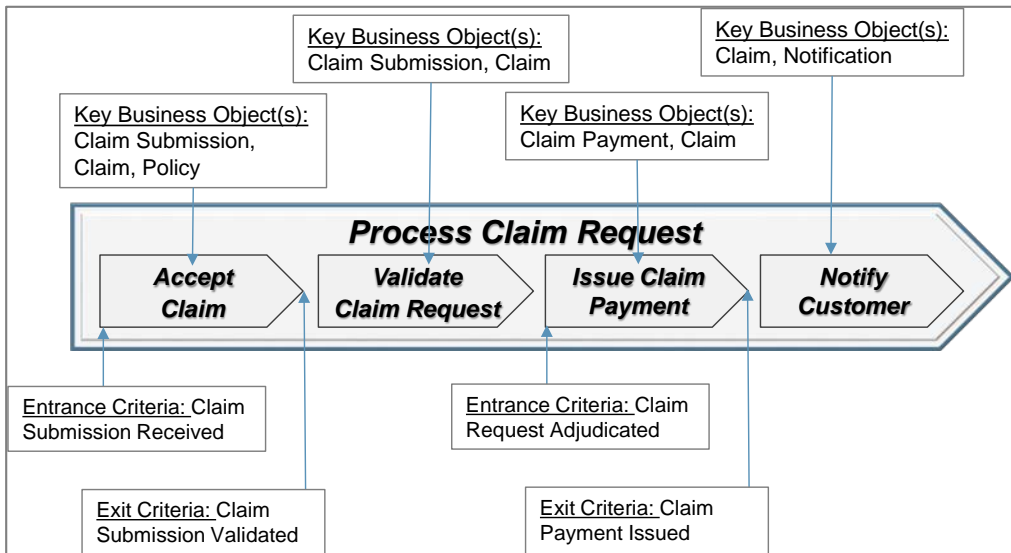 Key Business Object(s):
Claim Submission,
Claim, Policy
Key Business Object(s):
Claim Submission, Claim
Key Business Object(s):
Claim Payment, Claim
Key Business Object(s):
Claim, Notification
Process Claim Request
Accept
Claim
Validate
Claim Request
Issue Claim
Payment
Notify
Customer
Entrance Criteria: Claim
Submission Received
Exit Criteria: Claim
Submission Validated
Entrance Criteria: Claim
Request Adjudicated
Exit Criteria: Claim
Payment Issued